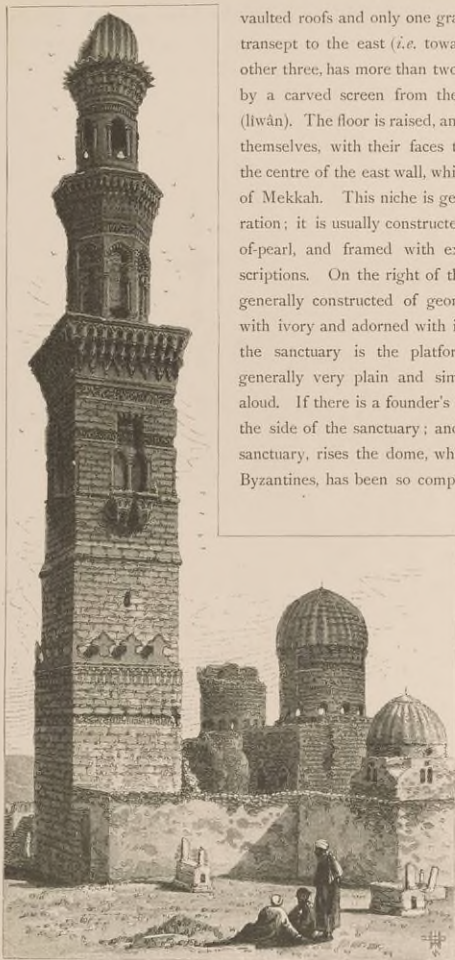 vaulted roofs and only one gra
transept to the east (i.e. towa
other three, has more than two
by a carved screen from the
(lîwân). The floor is raised, an
themselves, with their faces t
the centre of the east wall, whi
of Mekkah. This niche is ge
ration; it is usually constructe
of-pearl, and framed with ex
scriptions. On the right of th
generally constructed of geor
with ivory and adorned with i
the sanctuary is the platfor
generally very plain and sim
aloud. If there is a founder's
the side of the sanctuary; and
sanctuary, rises the dome, wh
Byzantines, has been so comp